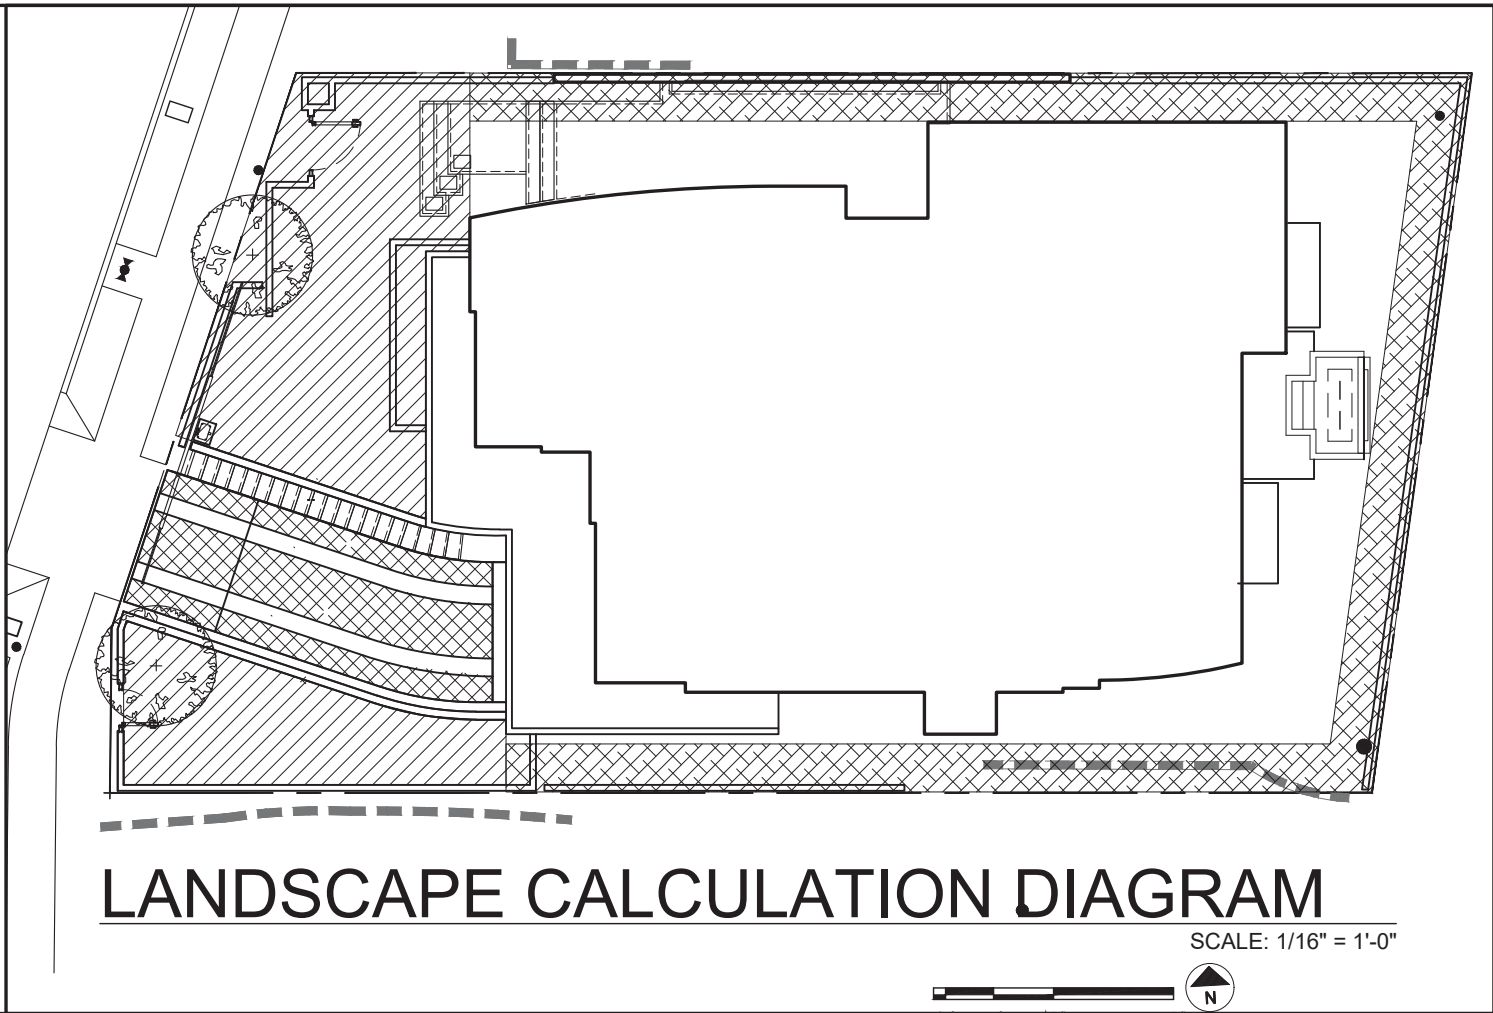 LANDSCAPE CALCULATION DIAGRAM
SCALE: 1/16" = 1'-0"
N